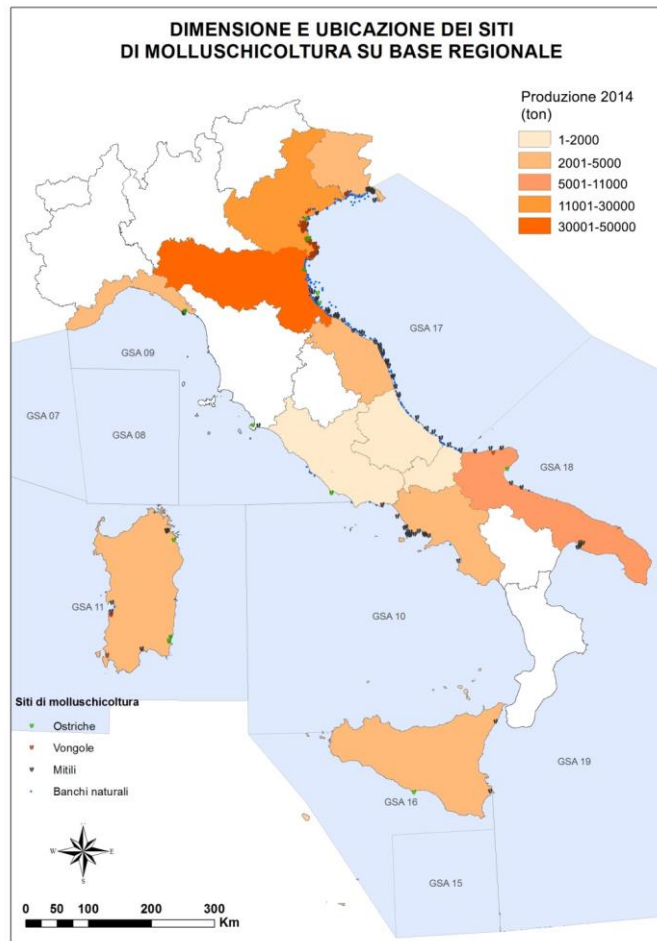 DIMENSIONE E UBICAZIONE DEI SITI
DI MOLLUSCHICOLTURA SU BASE REGIONALE
Produzione 2014
(ton)
1-2000
2001-5000
5001-11000
11001-30000
30001-50000
GSA 17
GSA 09
GSA 07
GSA 08
GSA 18
GSA 11
GSA 10
Siti di molluschicoltura
Ostriche
Vongole
Mitili
Banchi naturali
GSA 19
GSA 16
GSA 15
W E
S
0 50 100 200 300
Km